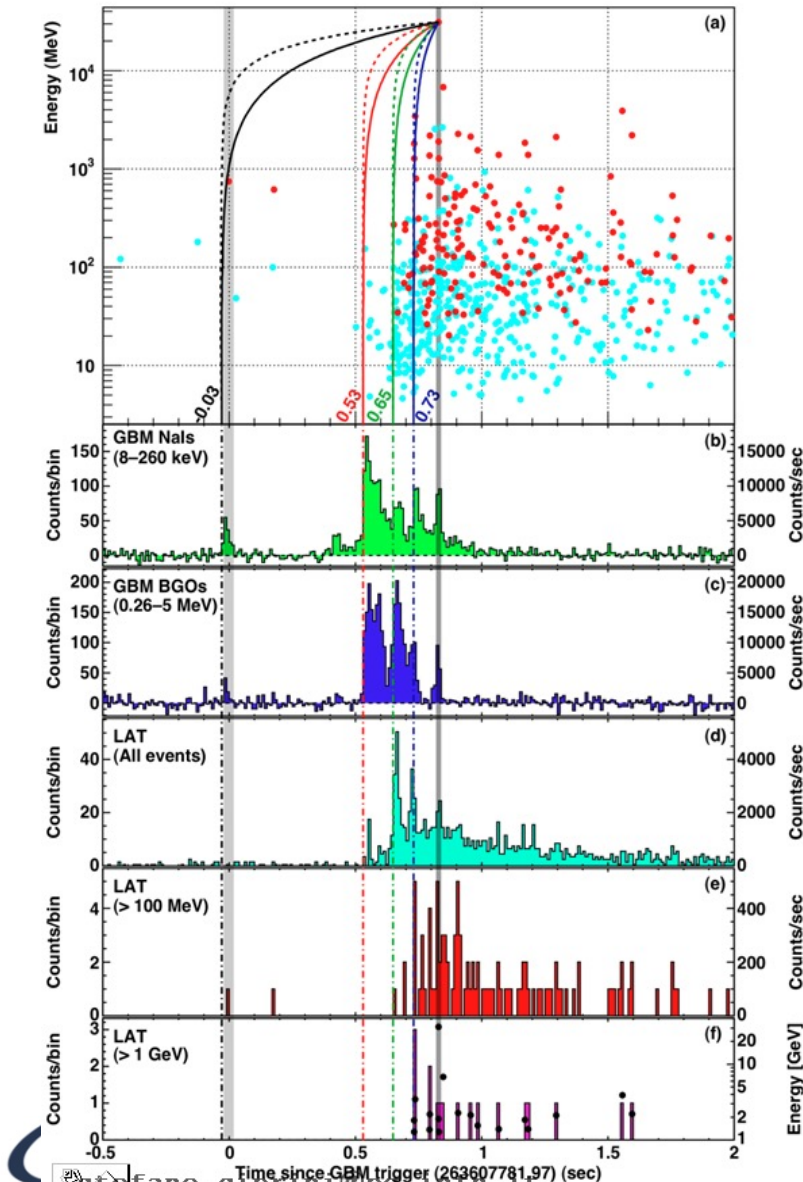 (a)
Energy (MeV)
10⁴
10³
10²
10
-0.03
0.53
0.65
0.73
GBM NaIs
(8–260 keV)
(b)
Counts/bin
150
100
50
0
15000
10000
5000
0
Counts/sec
GBM BGOs
(0.26–5 MeV)
(c)
Counts/bin
200
150
100
50
0
20000
15000
10000
5000
0
Counts/sec
LAT
(All events)
(d)
Counts/bin
40
20
0
4000
2000
0
Counts/sec
LAT
(> 100 MeV)
(e)
Counts/bin
4
2
0
400
200
0
Counts/sec
LAT
(> 1 GeV)
(f)
Counts/bin
3
2
1
0
20
10
5
2
1
Energy [GeV]
-0.5
0
0.5
1
1.5
2
Time since GBM trigger (263607781.97) (sec)